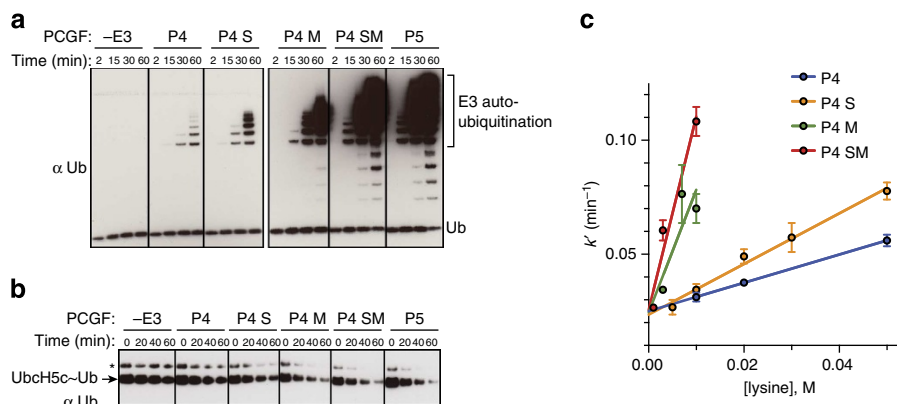 a
PCGF: –E3 P4 P4 S P4 M P4 SM P5
Time (min): 2 15 30 60 2 15 30 60 2 15 30 60 2 15 30 60 2 15 30 60 2 15 30 60
E3 auto-
ubiquitination
α Ub
Ub
b
PCGF: –E3 P4 P4 S P4 M P4 SM P5
Time (min): 0 20 40 60 0 20 40 60 0 20 40 60 0 20 40 60 0 20 40 60 0 20 40 60
*
UbcH5c~Ub
α Ub
c
P4
P4 S
P4 M
P4 SM
0.10
0.05
k′ (min⁻¹)
0.00 0.02 0.04
[lysine], M